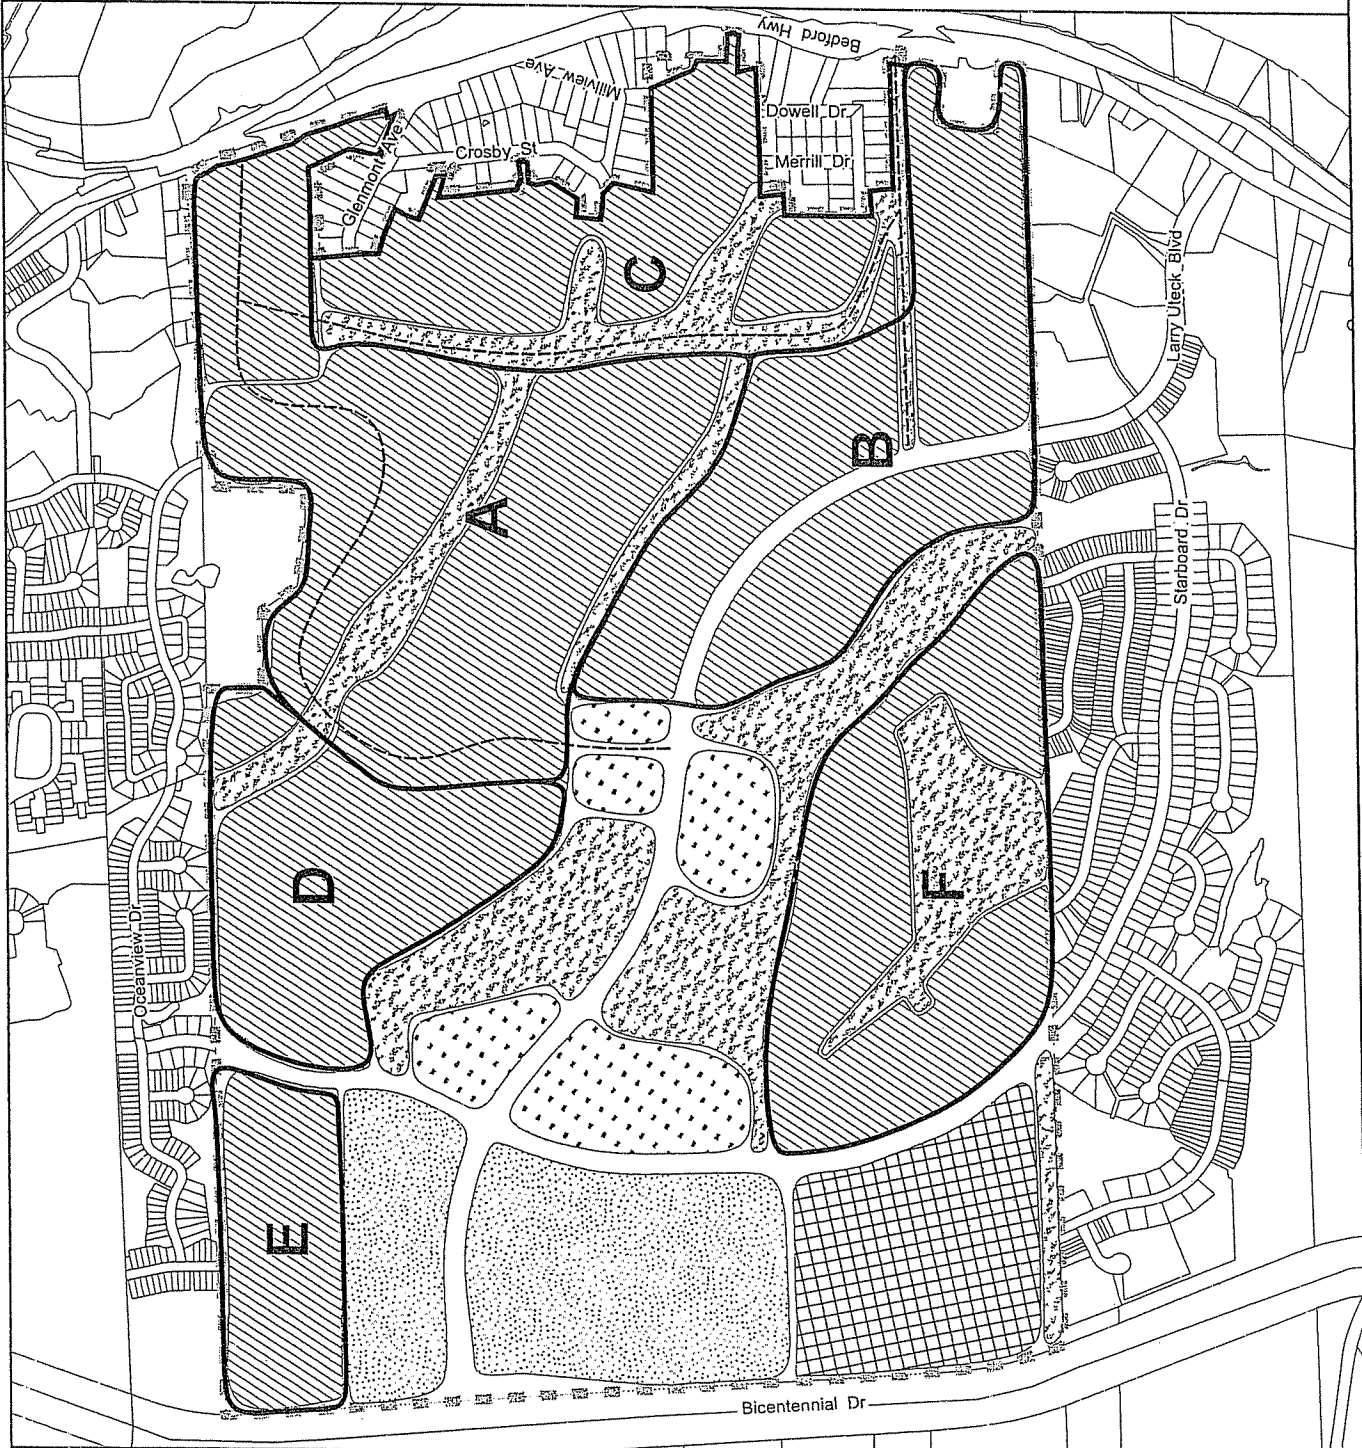 Bedford Hwy
Millview Ave
Dowell Dr
Crosby St
Merrill Dr
Glenmont Ave
Larry Uteck Blvd
C
B
A
Starboard Dr
D
F
Oceanview Dr
E
Bicentennial Dr